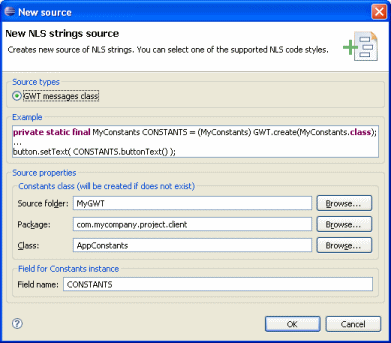 New source
New NLS strings source
Creates new source of NLS strings. You can select one of the supported NLS code styles.
Source types
GWT messages class
Example
private static final MyConstants CONSTANTS = (MyConstants) GWT.create(MyConstants.class);
...
button.setText( CONSTANTS.buttonText() );
Source properties
Constants class (will be created if does not exist)
Source folder: MyGWT Browse...
Package: com.mycompany.project.client Browse...
Class: AppConstants Browse...
Field for Constants instance
Field name: CONSTANTS
? OK Cancel